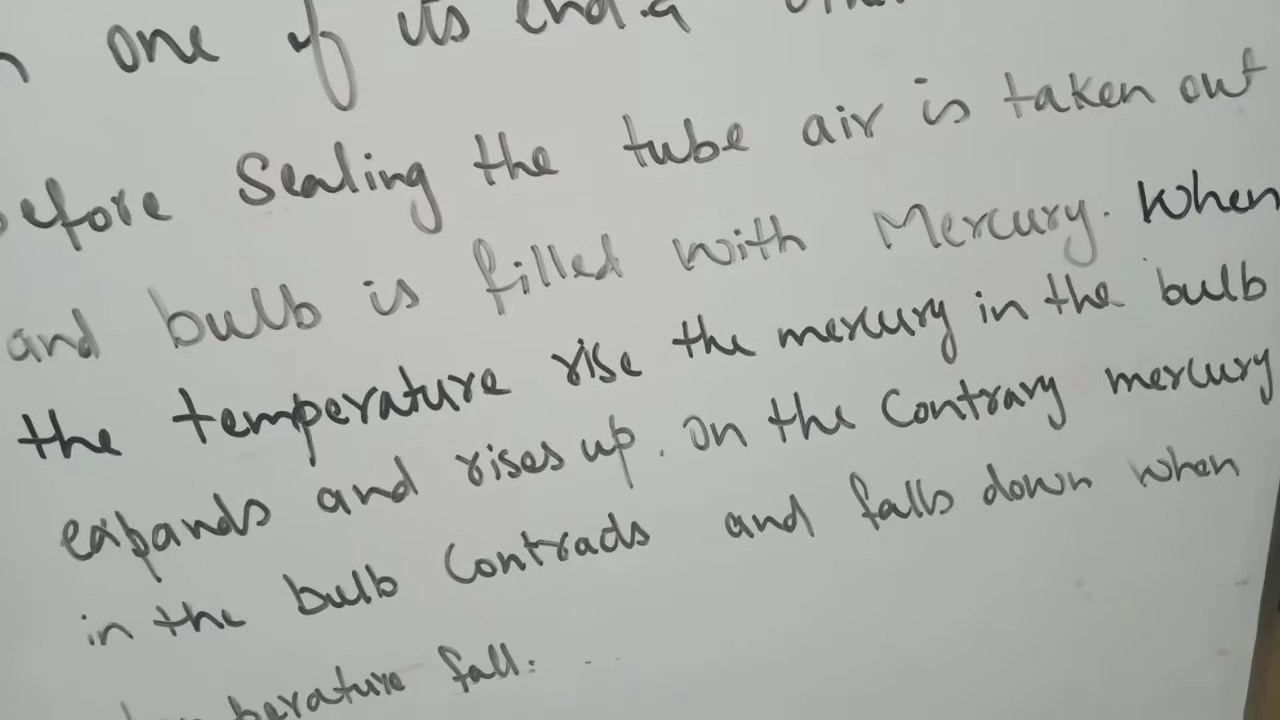 one of its end.
Sealing the tube air is taken out
and bulb is filled with Mercury. When
the temperature rise the mercury in the bulb
expands and rises up. On the Contrary mercury
in the bulb Contracts and falls down when
fall.